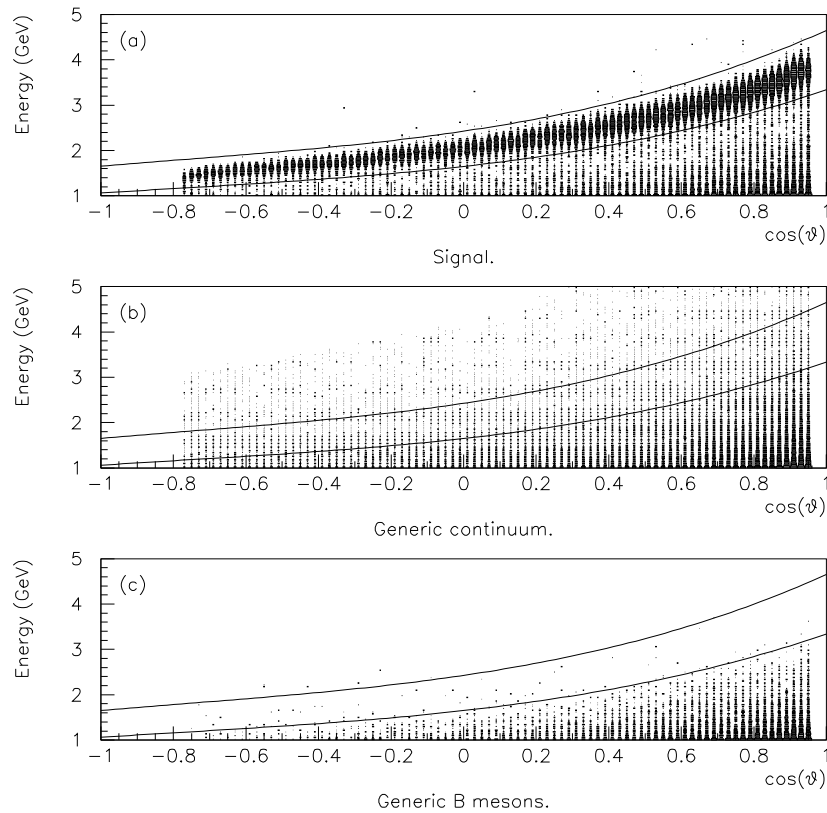 Energy (GeV)
5
4
3
2
1
(a)
-1 -0.8 -0.6 -0.4 -0.2 0 0.2 0.4 0.6 0.8 1
cos(ϑ)
Signal.
Energy (GeV)
5
4
3
2
1
(b)
-1 -0.8 -0.6 -0.4 -0.2 0 0.2 0.4 0.6 0.8 1
cos(ϑ)
Generic continuum.
Energy (GeV)
5
4
3
2
1
(c)
-1 -0.8 -0.6 -0.4 -0.2 0 0.2 0.4 0.6 0.8 1
cos(ϑ)
Generic B mesons.